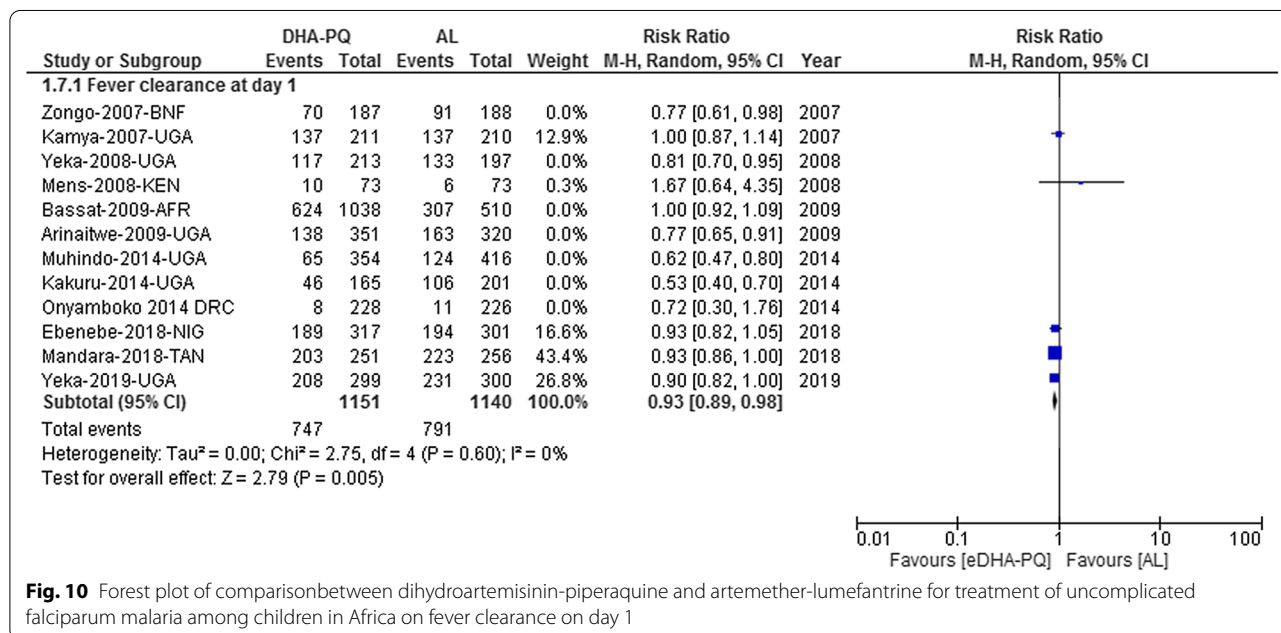 DHA-PQ AL Risk Ratio Risk Ratio
Study or Subgroup Events Total Events Total Weight M-H, Random, 95% CI Year M-H, Random, 95% CI
1.7.1 Fever clearance at day 1
Zongo-2007-BNF 70 187 91 188 0.0% 0.77 [0.61, 0.98] 2007
Kamya-2007-UGA 137 211 137 210 12.9% 1.00 [0.87, 1.14] 2007
Yeka-2008-UGA 117 213 133 197 0.0% 0.81 [0.70, 0.95] 2008
Mens-2008-KEN 10 73 6 73 0.3% 1.67 [0.64, 4.35] 2008
Bassat-2009-AFR 624 1038 307 510 0.0% 1.00 [0.92, 1.09] 2009
Arinaitwe-2009-UGA 138 351 163 320 0.0% 0.77 [0.65, 0.91] 2009
Muhindo-2014-UGA 65 354 124 416 0.0% 0.62 [0.47, 0.80] 2014
Kakuru-2014-UGA 46 165 106 201 0.0% 0.53 [0.40, 0.70] 2014
Onyamboko 2014 DRC 8 228 11 226 0.0% 0.72 [0.30, 1.76] 2014
Ebenebe-2018-NIG 189 317 194 301 16.6% 0.93 [0.82, 1.05] 2018
Mandara-2018-TAN 203 251 223 256 43.4% 0.93 [0.86, 1.00] 2018
Yeka-2019-UGA 208 299 231 300 26.8% 0.90 [0.82, 1.00] 2019
Subtotal (95% CI) 1151 1140 100.0% 0.93 [0.89, 0.98]
Total events 747 791
Heterogeneity: Tau² = 0.00; Chi² = 2.75, df = 4 (P = 0.60); I² = 0%
Test for overall effect: Z = 2.79 (P = 0.005)
0.01 0.1 1 10 100
Favours [eDHA-PQ] Favours [AL]
Fig. 10 Forest plot of comparisonbetween dihydroartemisinin-piperaquine and artemether-lumefantrine for treatment of uncomplicated
falciparum malaria among children in Africa on fever clearance on day 1